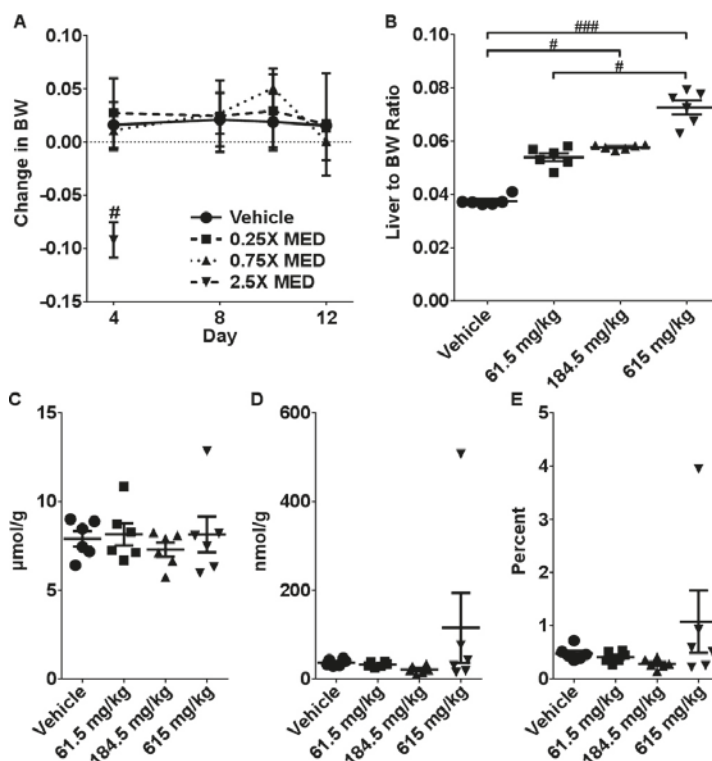 A
Change in BW
0.10
0.05
0.00
-0.05
-0.10
-0.15
#
Vehicle
0.25X MED
0.75X MED
2.5X MED
4
8
12
Day
B
Liver to BW Ratio
0.10
0.08
0.06
0.04
0.02
0.00
###
#
#
Vehicle
61.5 mg/kg
184.5 mg/kg
615 mg/kg
C
µmol/g
15
10
5
0
Vehicle
61.5 mg/kg
184.5 mg/kg
615 mg/kg
D
nmol/g
600
400
200
0
Vehicle
61.5 mg/kg
184.5 mg/kg
615 mg/kg
E
Percent
5
4
3
2
1
0
Vehicle
61.5 mg/kg
184.5 mg/kg
615 mg/kg